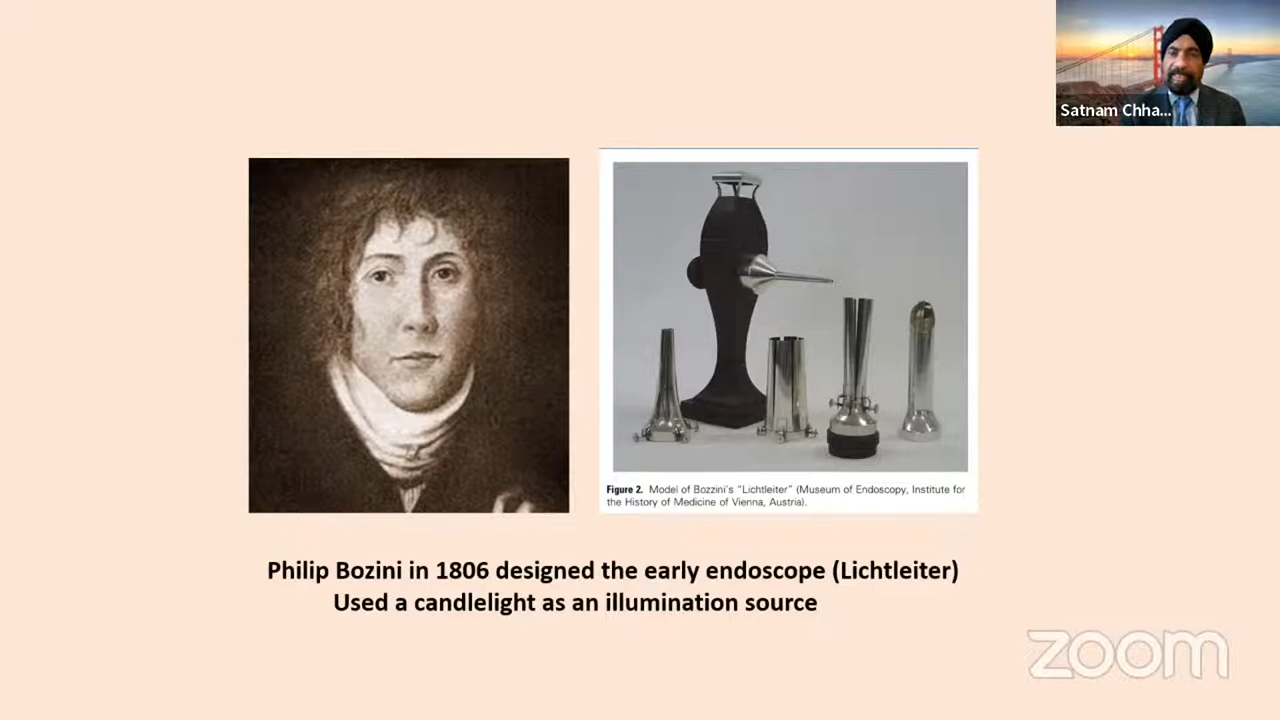 Satnam Chha...
Figure 2. Model of Bozzini's "Lichtleiter" (Museum of Endoscopy, Institute for
the History of Medicine of Vienna, Austria).
Philip Bozini in 1806 designed the early endoscope (Lichtleiter)
Used a candlelight as an illumination source
zoom